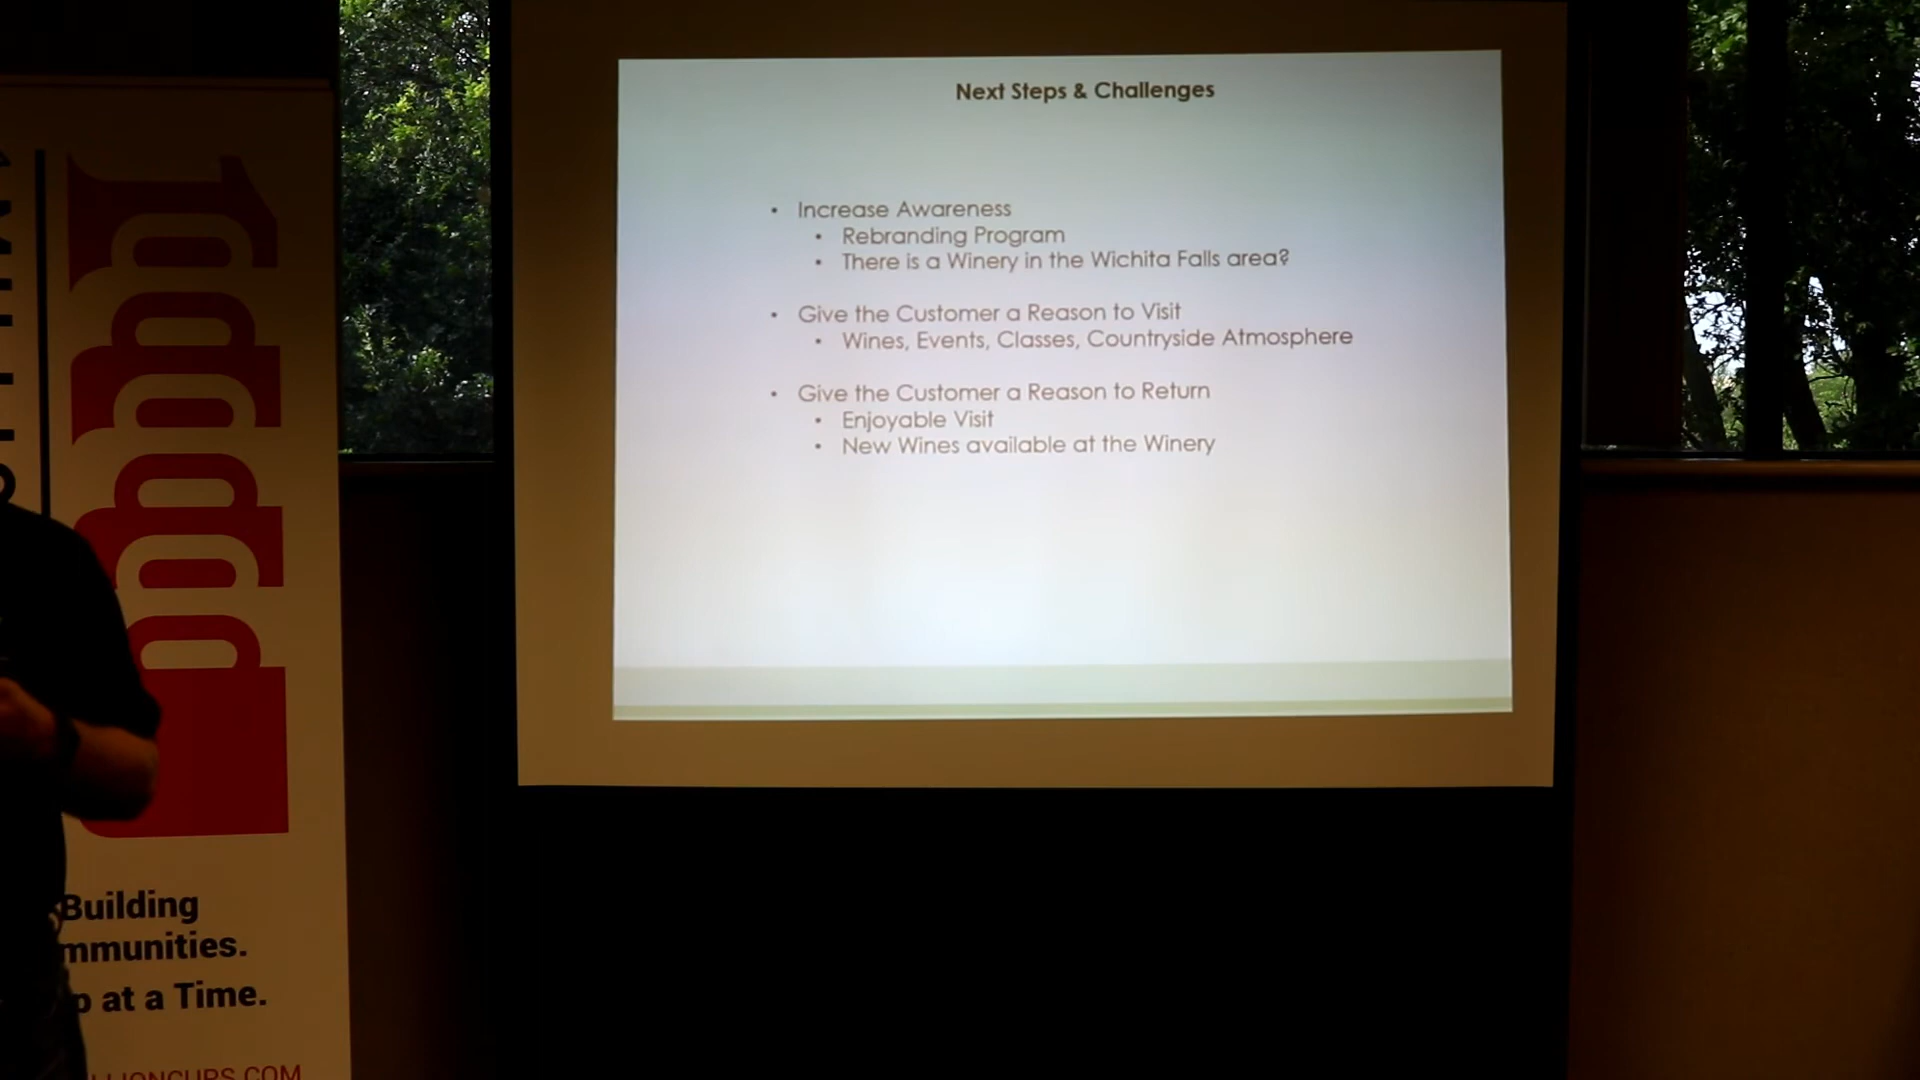 Next Steps & Challenges
• Increase Awareness
• Rebranding Program
• There is a Winery in the Wichita Falls area?
• Give the Customer a Reason to Visit
• Wines, Events, Classes, Countryside Atmosphere
• Give the Customer a Reason to Return
• Enjoyable Visit
• New Wines available at the Winery
Building
mmunities.
p at a Time.
LLIONCUPS.COM